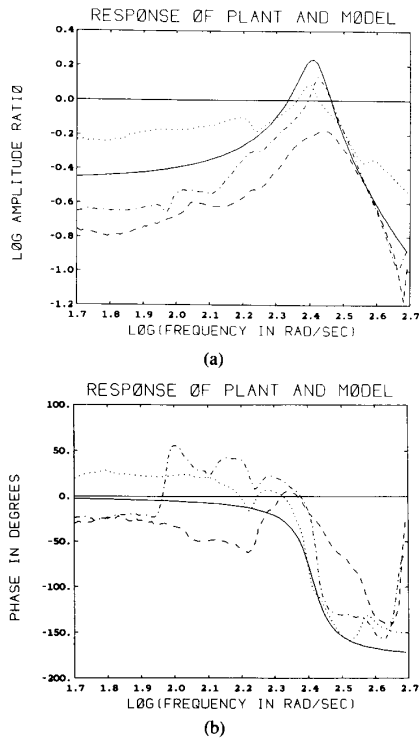 RESPØNSE ØF PLANT AND MØDEL
0.4
0.2
0.0
-0.2
-0.4
-0.6
-0.8
-1.0
-1.2
LØG AMPLITUDE RATIØ
1.7 1.8 1.9 2.0 2.1 2.2 2.3 2.4 2.5 2.6 2.7
LØG(FREQUENCY IN RAD/SEC)
(a)
RESPØNSE ØF PLANT AND MØDEL
100.
50.
0.
-50.
-100.
-150.
-200.
PHASE IN DEGREES
1.7 1.8 1.9 2.0 2.1 2.2 2.3 2.4 2.5 2.6 2.7
LØG(FREQUENCY IN RAD/SEC)
(b)